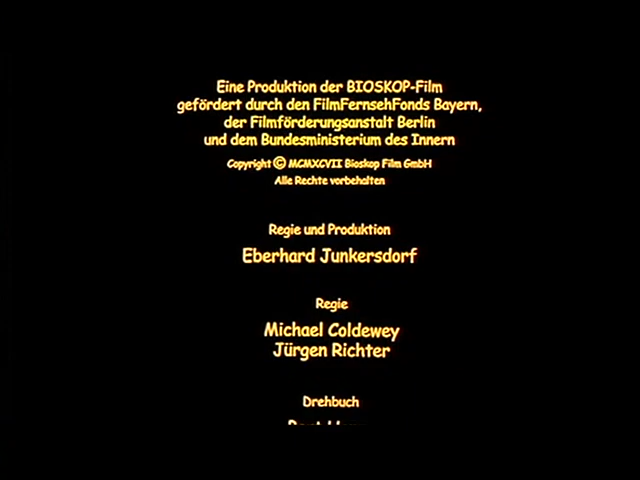 Eine Produktion der BIOSKOP-Film
gefördert durch den FilmFernsehFonds Bayern,
der Filmförderungsanstalt Berlin
und dem Bundesministerium des Innern
Copyright © MCMXCVII Bioskop Film GmbH
Alle Rechte vorbehalten
Regie und Produktion
Eberhard Junkersdorf
Regie
Michael Coldewey
Jürgen Richter
Drehbuch